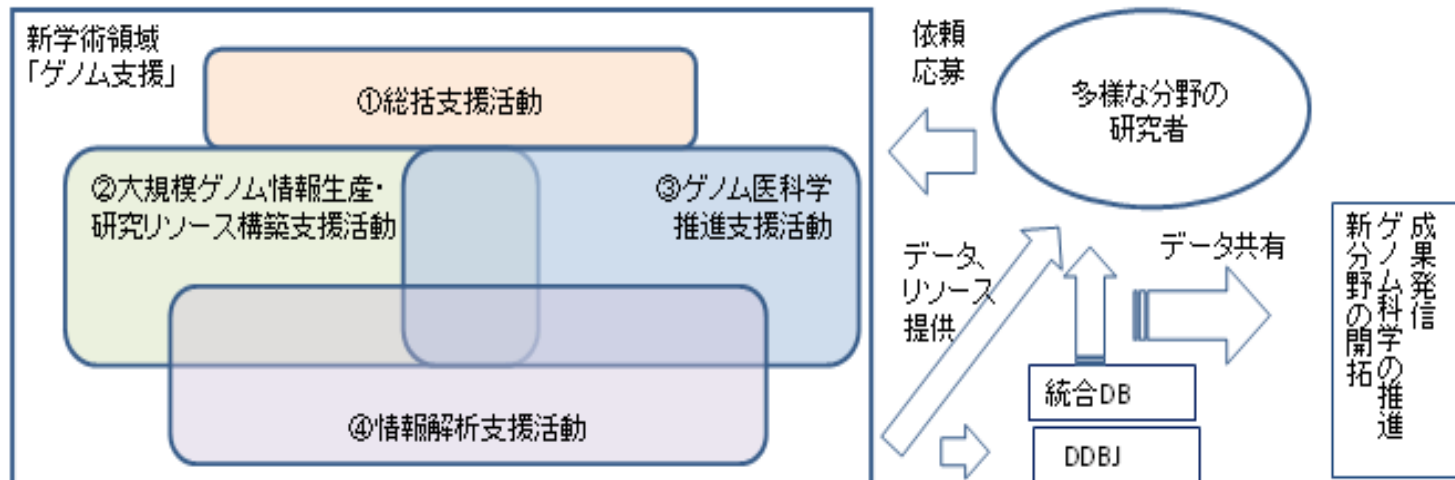 新学術領域
「ゲノム支援」
①総括支援活動
②大規模ゲノム情報生産・
研究リソース構築支援活動
③ゲノム医科学
推進支援活動
④情報解析支援活動
依頼
応募
多様な分野の
研究者
データ、
リソース
提供
データ共有
統合DB
DDBJ
成果発信
ゲノム科学の推進
新分野の開拓